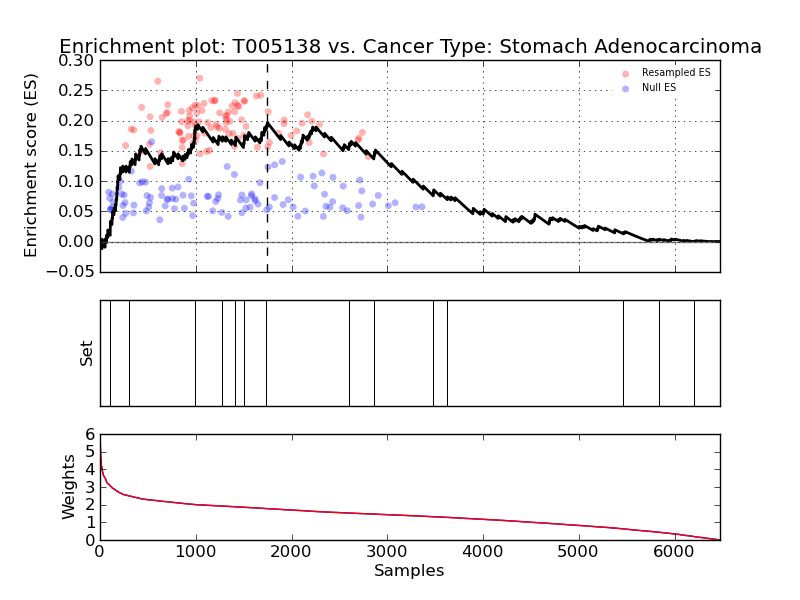 Enrichment plot: T005138 vs. Cancer Type: Stomach Adenocarcinoma
Enrichment score (ES)
0.30
0.25
0.20
0.15
0.10
0.05
0.00
−0.05
Resampled ES
Null ES
Set
Weights
6
5
4
3
2
1
0
0 1000 2000 3000 4000 5000 6000
Samples